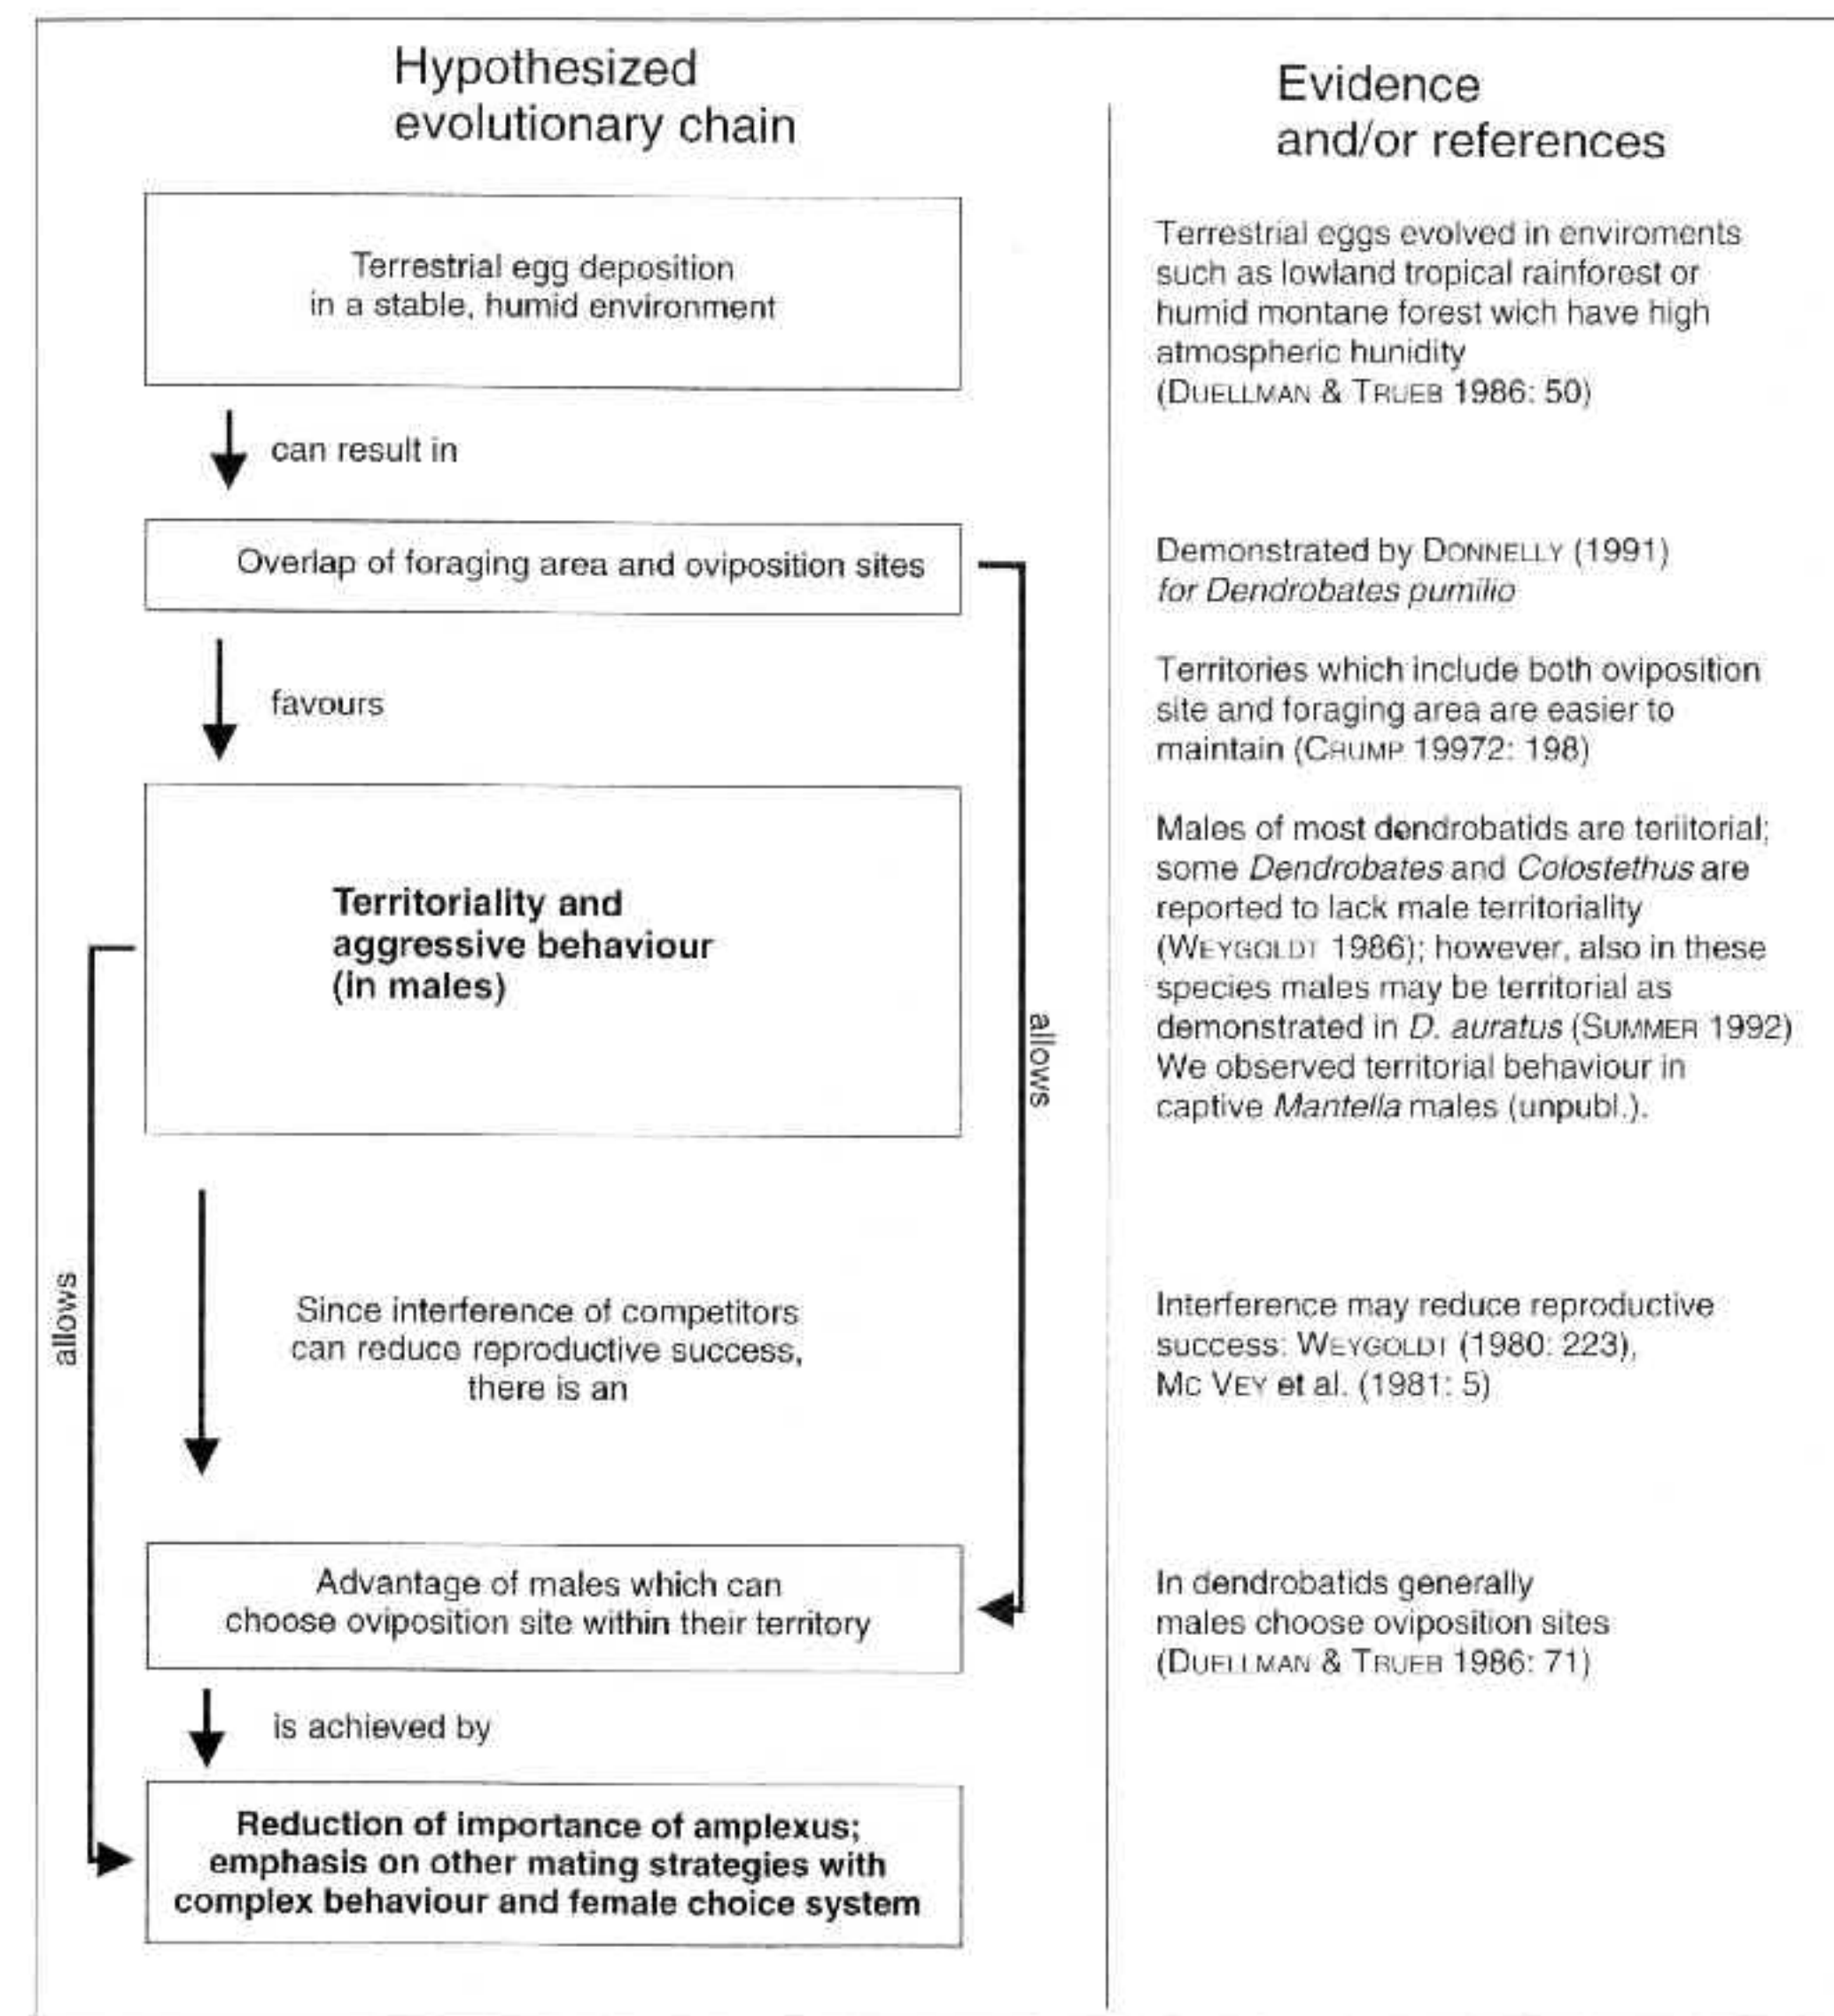 Hypothesized
evolutionary chain
Terrestrial egg deposition
in a stable, humid environment
can result in
Overlap of foraging area and oviposition sites
favours
Territoriality and
aggressive behaviour
(in males)
allows
allows
Since interference of competitors
can reduce reproductive success,
there is an
Advantage of males which can
choose oviposition site within their territory
is achieved by
Reduction of importance of amplexus;
emphasis on other mating strategies with
complex behaviour and female choice system
Evidence
and/or references
Terrestrial eggs evolved in enviroments
such as lowland tropical rainforest or
humid montane forest wich have high
atmospheric hunidity
(DUELLMAN & TRUEB 1986: 50)
Demonstrated by DONNELLY (1991)
for Dendrobates pumilio
Territories which include both oviposition
site and foraging area are easier to
maintain (CRUMP 19972: 198)
Males of most dendrobatids are teriitorial;
some Dendrobates and Colostethus are
reported to lack male territoriality
(WEYGOLDT 1986); however, also in these
species males may be territorial as
demonstrated in D. auratus (SUMMER 1992)
We observed territorial behaviour in
captive Mantella males (unpubl.).
Interference may reduce reproductive
success: WEYGOLDT (1980: 223),
MC VEY et al. (1981: 5)
In dendrobatids generally
males choose oviposition sites
(DUELLMAN & TRUEB 1986: 71)